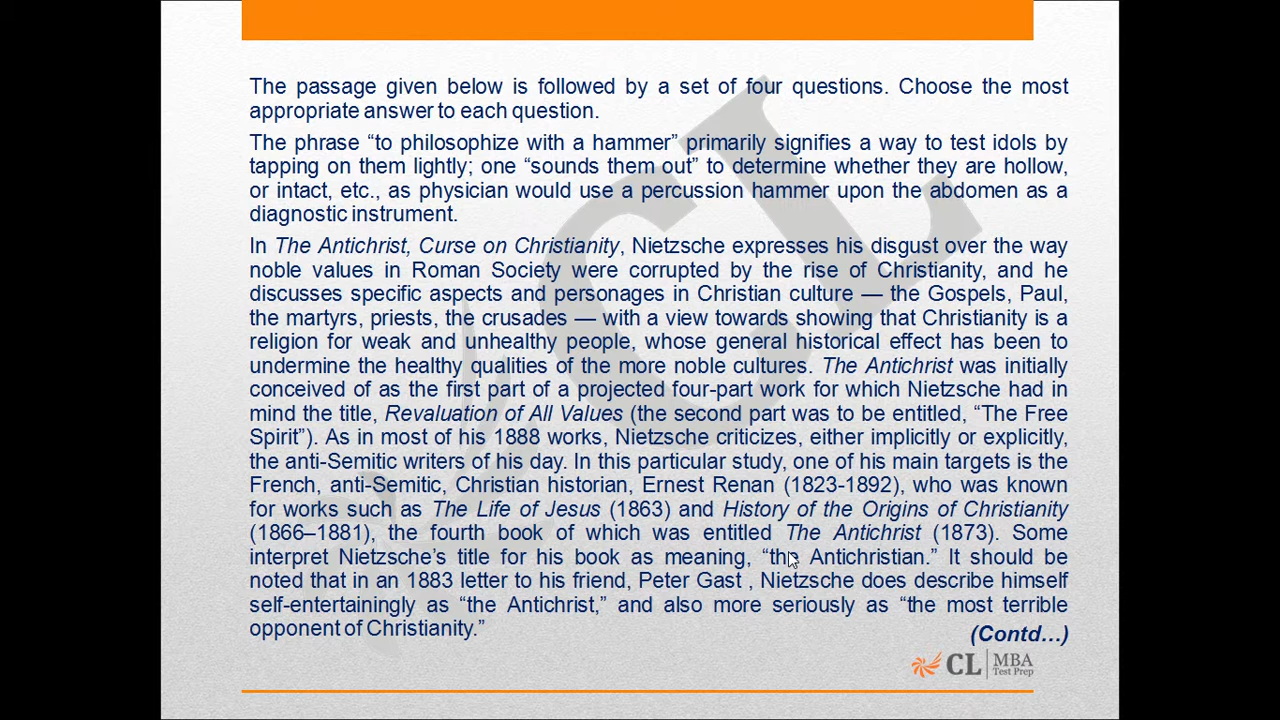 The passage given below is followed by a set of four questions. Choose the most
appropriate answer to each question.
The phrase “to philosophize with a hammer” primarily signifies a way to test idols by
tapping on them lightly; one “sounds them out” to determine whether they are hollow,
or intact, etc., as physician would use a percussion hammer upon the abdomen as a
diagnostic instrument.
In The Antichrist, Curse on Christianity, Nietzsche expresses his disgust over the way
noble values in Roman Society were corrupted by the rise of Christianity, and he
discusses specific aspects and personages in Christian culture — the Gospels, Paul,
the martyrs, priests, the crusades — with a view towards showing that Christianity is a
religion for weak and unhealthy people, whose general historical effect has been to
undermine the healthy qualities of the more noble cultures. The Antichrist was initially
conceived of as the first part of a projected four-part work for which Nietzsche had in
mind the title, Revaluation of All Values (the second part was to be entitled, “The Free
Spirit”). As in most of his 1888 works, Nietzsche criticizes, either implicitly or explicitly,
the anti-Semitic writers of his day. In this particular study, one of his main targets is the
French, anti-Semitic, Christian historian, Ernest Renan (1823-1892), who was known
for works such as The Life of Jesus (1863) and History of the Origins of Christianity
(1866–1881), the fourth book of which was entitled The Antichrist (1873). Some
interpret Nietzsche’s title for his book as meaning, “the Antichristian.” It should be
noted that in an 1883 letter to his friend, Peter Gast , Nietzsche does describe himself
self-entertainingly as “the Antichrist,” and also more seriously as “the most terrible
opponent of Christianity.”
(Contd...)
CL MBA
Test Prep
CL